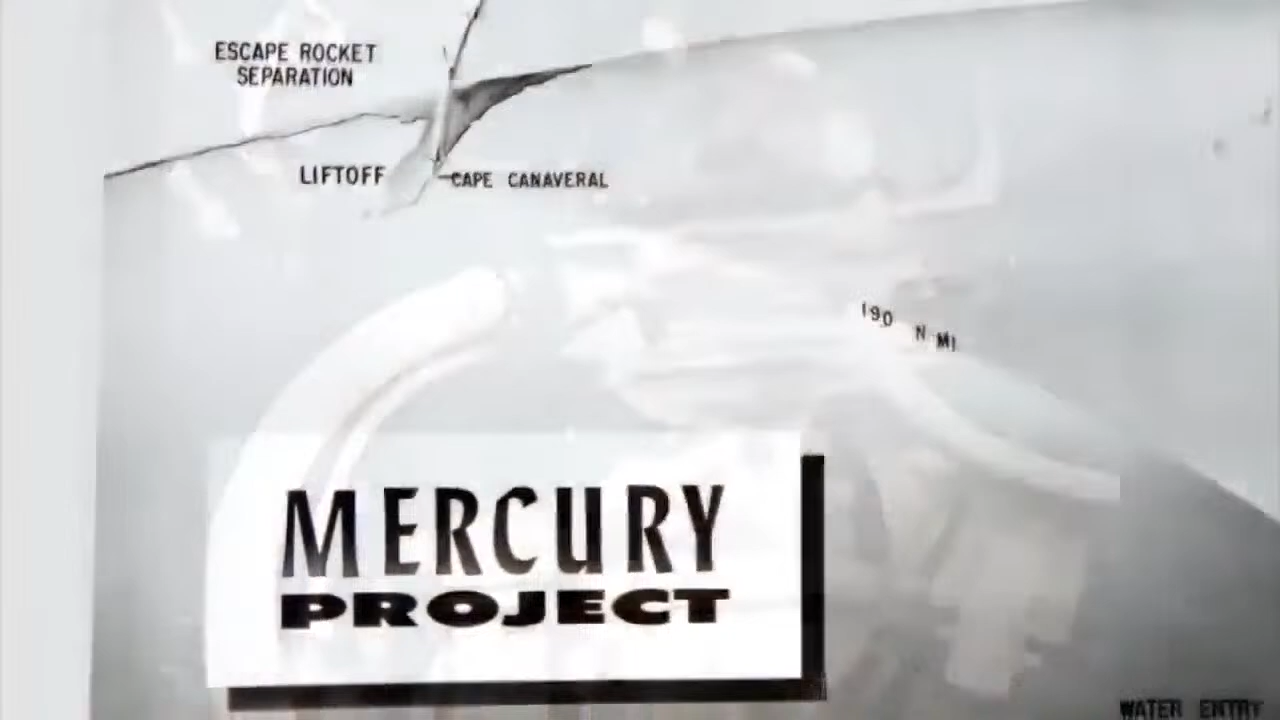 ESCAPE ROCKET
SEPARATION
LIFTOFF
CAPE CANAVERAL
190 N MI
MERCURY
PROJECT
WATER ENTRY